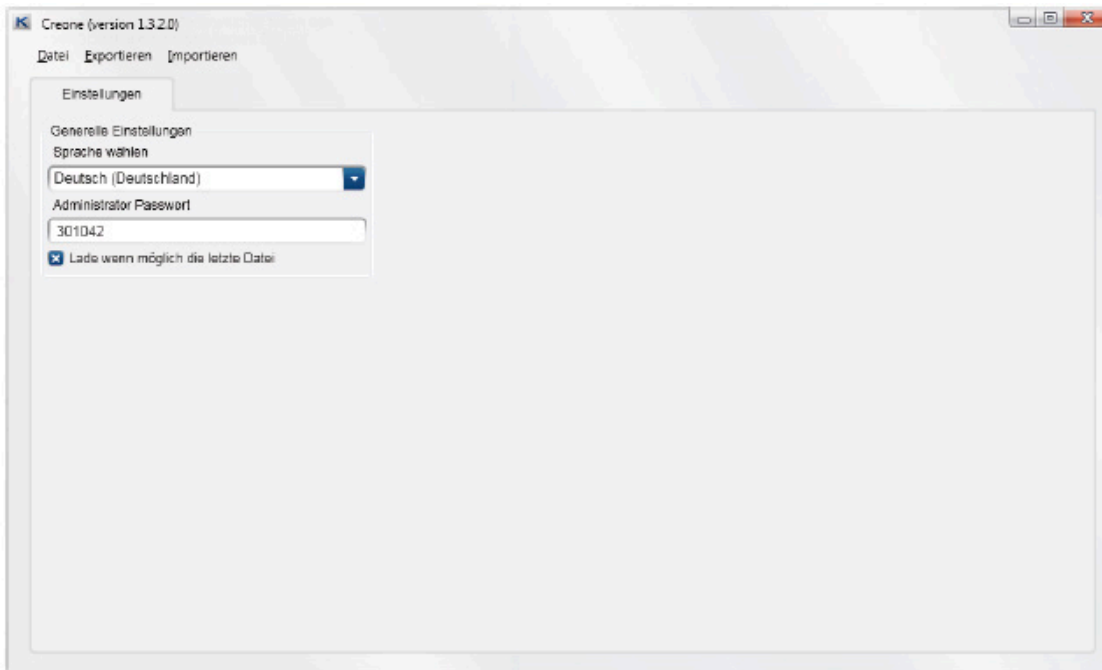 Creone (version 1.3.2.0)
Datei Exportieren Importieren
Einstellungen
Generelle Einstellungen
Sprache wählen
Deutsch (Deutschland)
Administrator Passwort
301042
Lade wenn möglich die letzte Datei